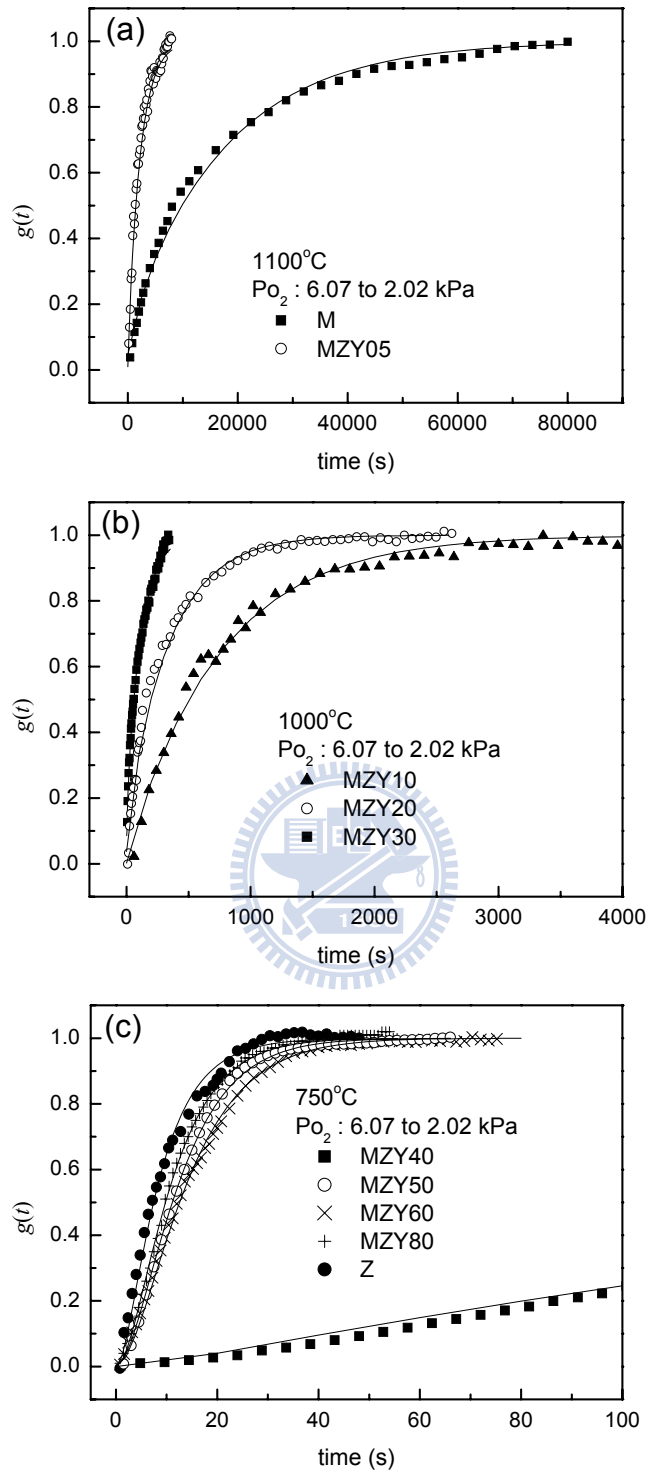 (a)
1.0
0.8
0.6
0.4
0.2
0.0
g(t)
1100°C
Po₂ : 6.07 to 2.02 kPa
M
MZY05
0 20000 40000 60000 80000
time (s)
(b)
1.0
0.8
0.6
0.4
0.2
0.0
g(t)
1000°C
Po₂ : 6.07 to 2.02 kPa
MZY10
MZY20
MZY30
0 1000 2000 3000 4000
time (s)
(c)
1.0
0.8
0.6
0.4
0.2
0.0
g(t)
750°C
Po₂ : 6.07 to 2.02 kPa
MZY40
MZY50
MZY60
MZY80
Z
0 20 40 60 80 100
time (s)